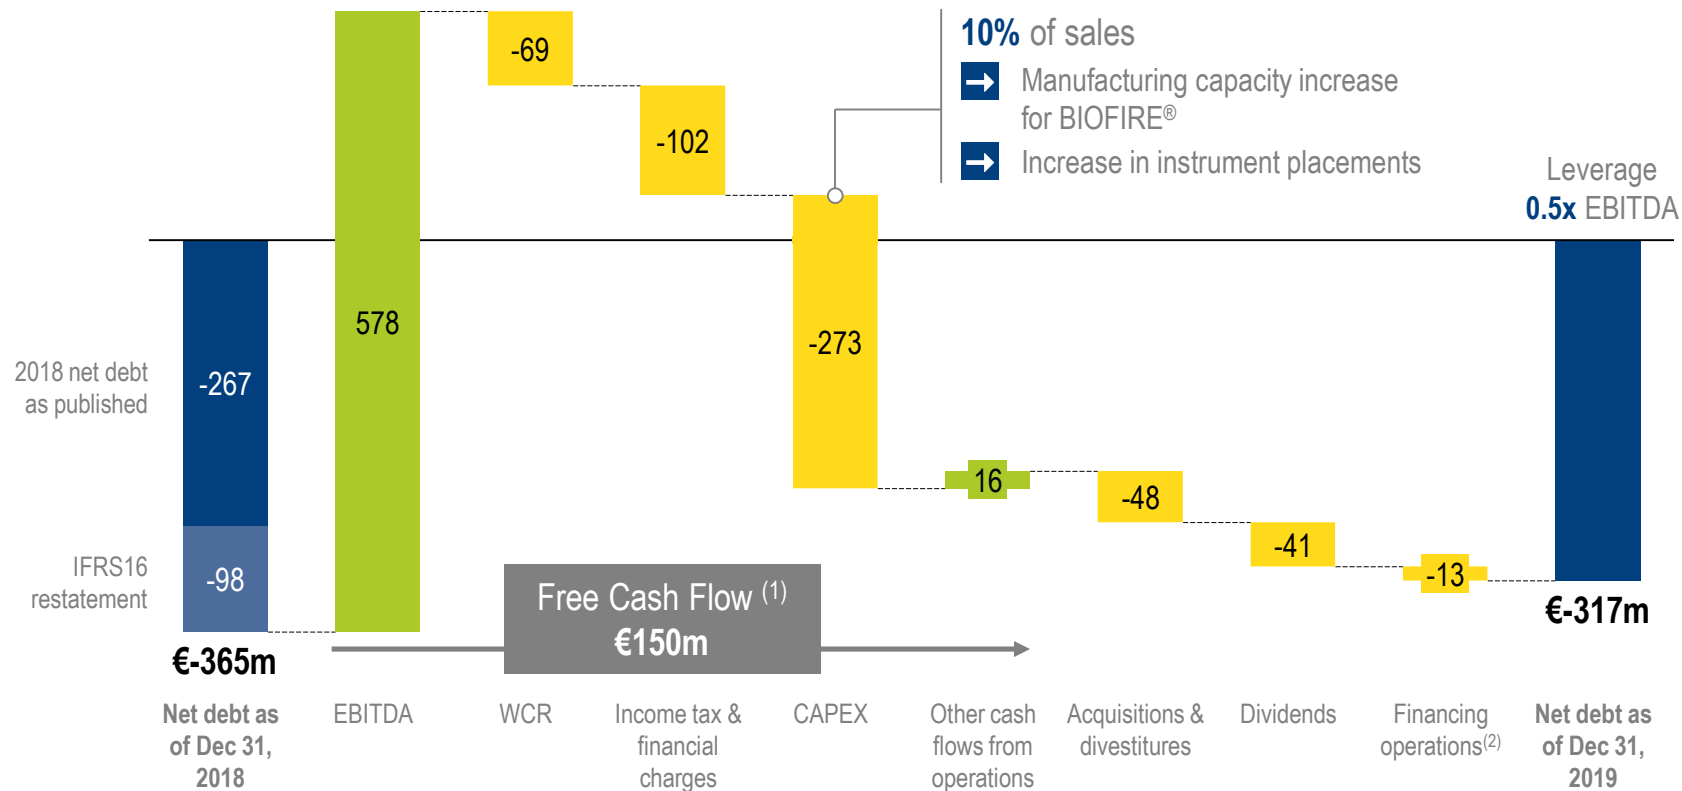 10% of sales
Manufacturing capacity increase
for BIOFIRE®
Increase in instrument placements
Leverage
0.5x EBITDA
-69
-102
578
-273
2018 net debt
as published
-267
16
-48
-41
-13
IFRS16
restatement
-98
Free Cash Flow (1)
€150m
€-365m
€-317m
Net debt as
of Dec 31,
2018
EBITDA
WCR
Income tax &
financial
charges
CAPEX
Other cash
flows from
operations
Acquisitions &
divestitures
Dividends
Financing
operations(2)
Net debt as
of Dec 31,
2019